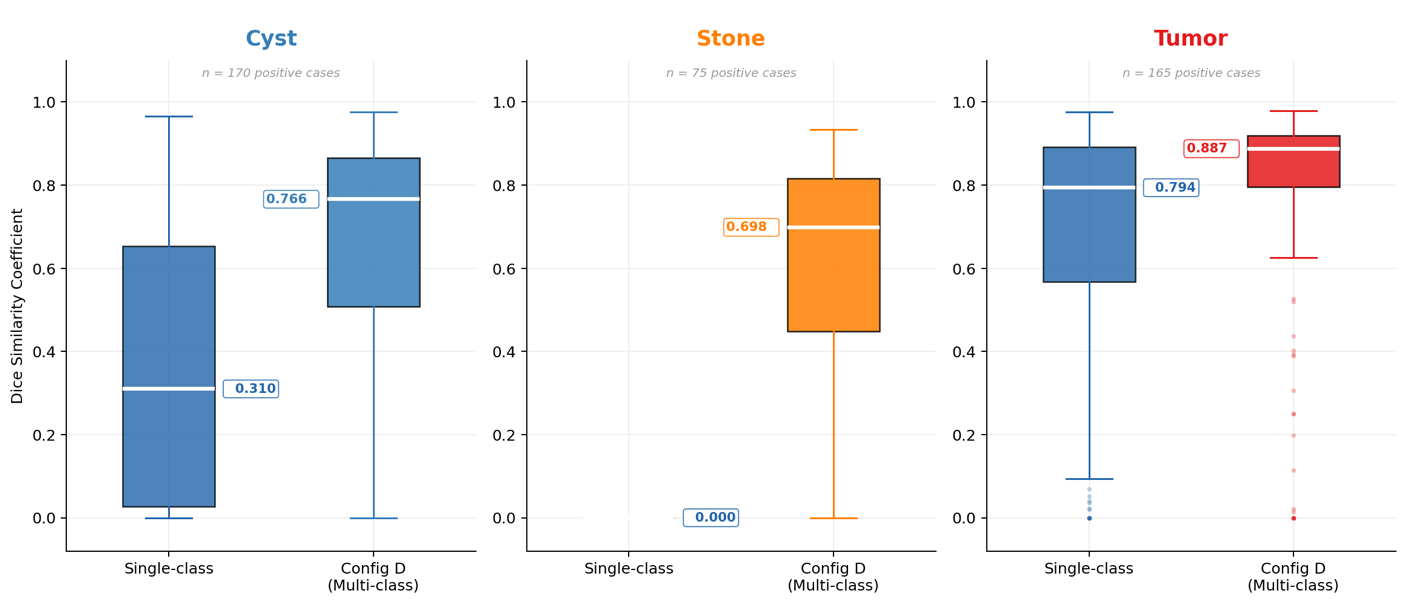 Cyst
n = 170 positive cases
Dice Similarity Coefficient
1.0
0.8
0.6
0.4
0.2
0.0
0.310
0.766
Single-class
Config D
(Multi-class)
Stone
n = 75 positive cases
1.0
0.8
0.6
0.4
0.2
0.0
0.000
0.698
Single-class
Config D
(Multi-class)
Tumor
n = 165 positive cases
1.0
0.8
0.6
0.4
0.2
0.0
0.794
0.887
Single-class
Config D
(Multi-class)